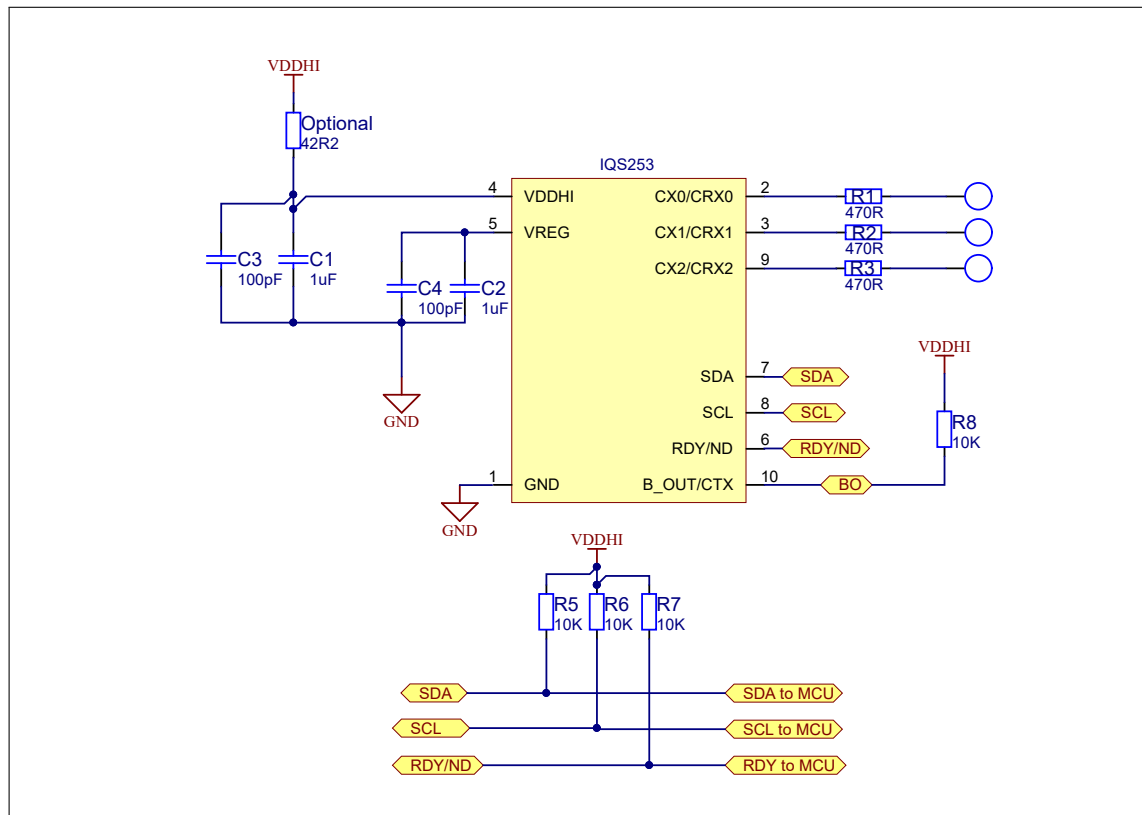 VDDHI
Optional
42R2
IQS253
4
VDDHI
CX0/CRX0
2
R1
470R
5
VREG
CX1/CRX1
3
R2
470R
CX2/CRX2
9
R3
470R
C3
100pF
C1
1uF
C4
100pF
C2
1uF
VDDHI
SDA
7
SDA
SCL
8
SCL
R8
10K
GND
RDY/ND
6
RDY/ND
1
GND
B_OUT/CTX
10
BO
GND
VDDHI
R5
10K
R6
10K
R7
10K
SDA
SDA to MCU
SCL
SCL to MCU
RDY/ND
RDY to MCU